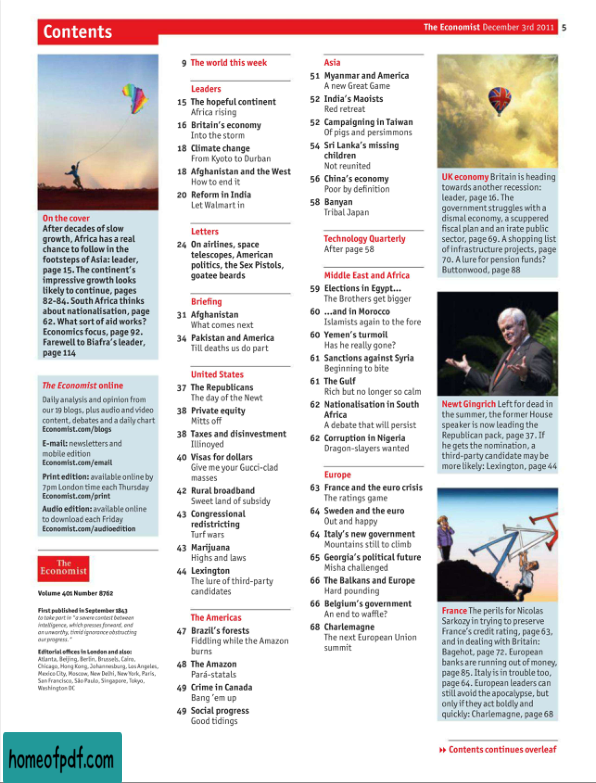 Contents
The Economist December 3rd 2011 5
On the cover
After decades of slow
growth, Africa has a real
chance to follow in the
footsteps of Asia: leader,
page 15. The continent's
impressive growth looks
likely to continue, pages
82-84. South Africa thinks
about nationalisation, page
62. What sort of aid works?
Economics focus, page 92.
Farewell to Biafra's leader,
page 114
The Economist online
Daily analysis and opinion from
our 19 blogs, plus audio and video
content, debates and a daily chart
Economist.com/blogs
E-mail: newsletters and
mobile edition
Economist.com/email
Print edition: available online by
7pm London time each Thursday
Economist.com/print
Audio edition: available online
to download each Friday
Economist.com/audioedition
The
Economist
Volume 401 Number 8762
First published in September 1843
to take part in "a severe contest between
intelligence, which presses forward, and
an unworthy, timid ignorance obstructing
our progress."
Editorial offices in London and also:
Atlanta, Beijing, Berlin, Brussels, Cairo,
Chicago, Hong Kong, Johannesburg, Los Angeles,
Mexico City, Moscow, New Delhi, New York, Paris,
San Francisco, São Paulo, Singapore, Tokyo,
Washington DC
9 The world this week
Leaders
15 The hopeful continent
Africa rising
16 Britain's economy
Into the storm
18 Climate change
From Kyoto to Durban
18 Afghanistan and the West
How to end it
20 Reform in India
Let Walmart in
Letters
24 On airlines, space
telescopes, American
politics, the Sex Pistols,
goatee beards
Briefing
31 Afghanistan
What comes next
34 Pakistan and America
Till deaths us do part
United States
37 The Republicans
The day of the Newt
38 Private equity
Mitts off
38 Taxes and disinvestment
Illinoyed
40 Visas for dollars
Give me your Gucci-clad
masses
42 Rural broadband
Sweet land of subsidy
43 Congressional
redistricting
Turf wars
43 Marijuana
Highs and laws
44 Lexington
The lure of third-party
candidates
The Americas
47 Brazil's forests
Fiddling while the Amazon
burns
48 The Amazon
Pará-statals
49 Crime in Canada
Bang 'em up
49 Social progress
Good tidings
Asia
51 Myanmar and America
A new Great Game
52 India's Maoists
Red retreat
52 Campaigning in Taiwan
Of pigs and persimmons
54 Sri Lanka's missing
children
Not reunited
56 China's economy
Poor by definition
58 Banyan
Tribal Japan
Technology Quarterly
After page 58
Middle East and Africa
59 Elections in Egypt...
The Brothers get bigger
60 ...and in Morocco
Islamists again to the fore
60 Yemen's turmoil
Has he really gone?
61 Sanctions against Syria
Beginning to bite
61 The Gulf
Rich but no longer so calm
62 Nationalisation in South
Africa
A debate that will persist
62 Corruption in Nigeria
Dragon-slayers wanted
Europe
63 France and the euro crisis
The ratings game
64 Sweden and the euro
Out and happy
64 Italy's new government
Mountains still to climb
65 Georgia's political future
Misha challenged
66 The Balkans and Europe
Hard pounding
66 Belgium's government
An end to waffle?
68 Charlemagne
The next European Union
summit
UK economy Britain is heading
towards another recession:
leader, page 16. The
government struggles with a
dismal economy, a scuppered
fiscal plan and an irate public
sector, page 69. A shopping list
of infrastructure projects, page
70. A lure for pension funds?
Buttonwood, page 88
Newt Gingrich Left for dead in
the summer, the former House
speaker is now leading the
Republican pack, page 37. If
he gets the nomination, a
third-party candidate may be
more likely: Lexington, page 44
France The perils for Nicolas
Sarkozy in trying to preserve
France's credit rating, page 63,
and in dealing with Britain:
Bagehot, page 72. European
banks are running out of money,
page 85. Italy is in trouble too,
page 64. European leaders can
still avoid the apocalypse, but
only if they act boldly and
quickly: Charlemagne, page 68
Contents continues overleaf
homeofpdf.com